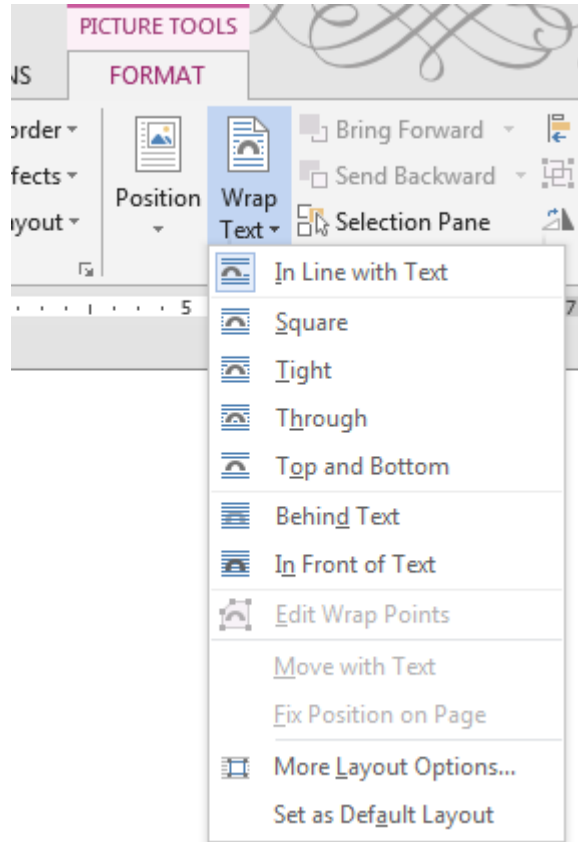 PICTURE TOOLS
NS
FORMAT
order
fects
yout
Position
Wrap
Text
Bring Forward
Send Backward
Selection Pane
5
7
In Line with Text
Square
Tight
Through
Top and Bottom
Behind Text
In Front of Text
Edit Wrap Points
Move with Text
Fix Position on Page
More Layout Options...
Set as Default Layout